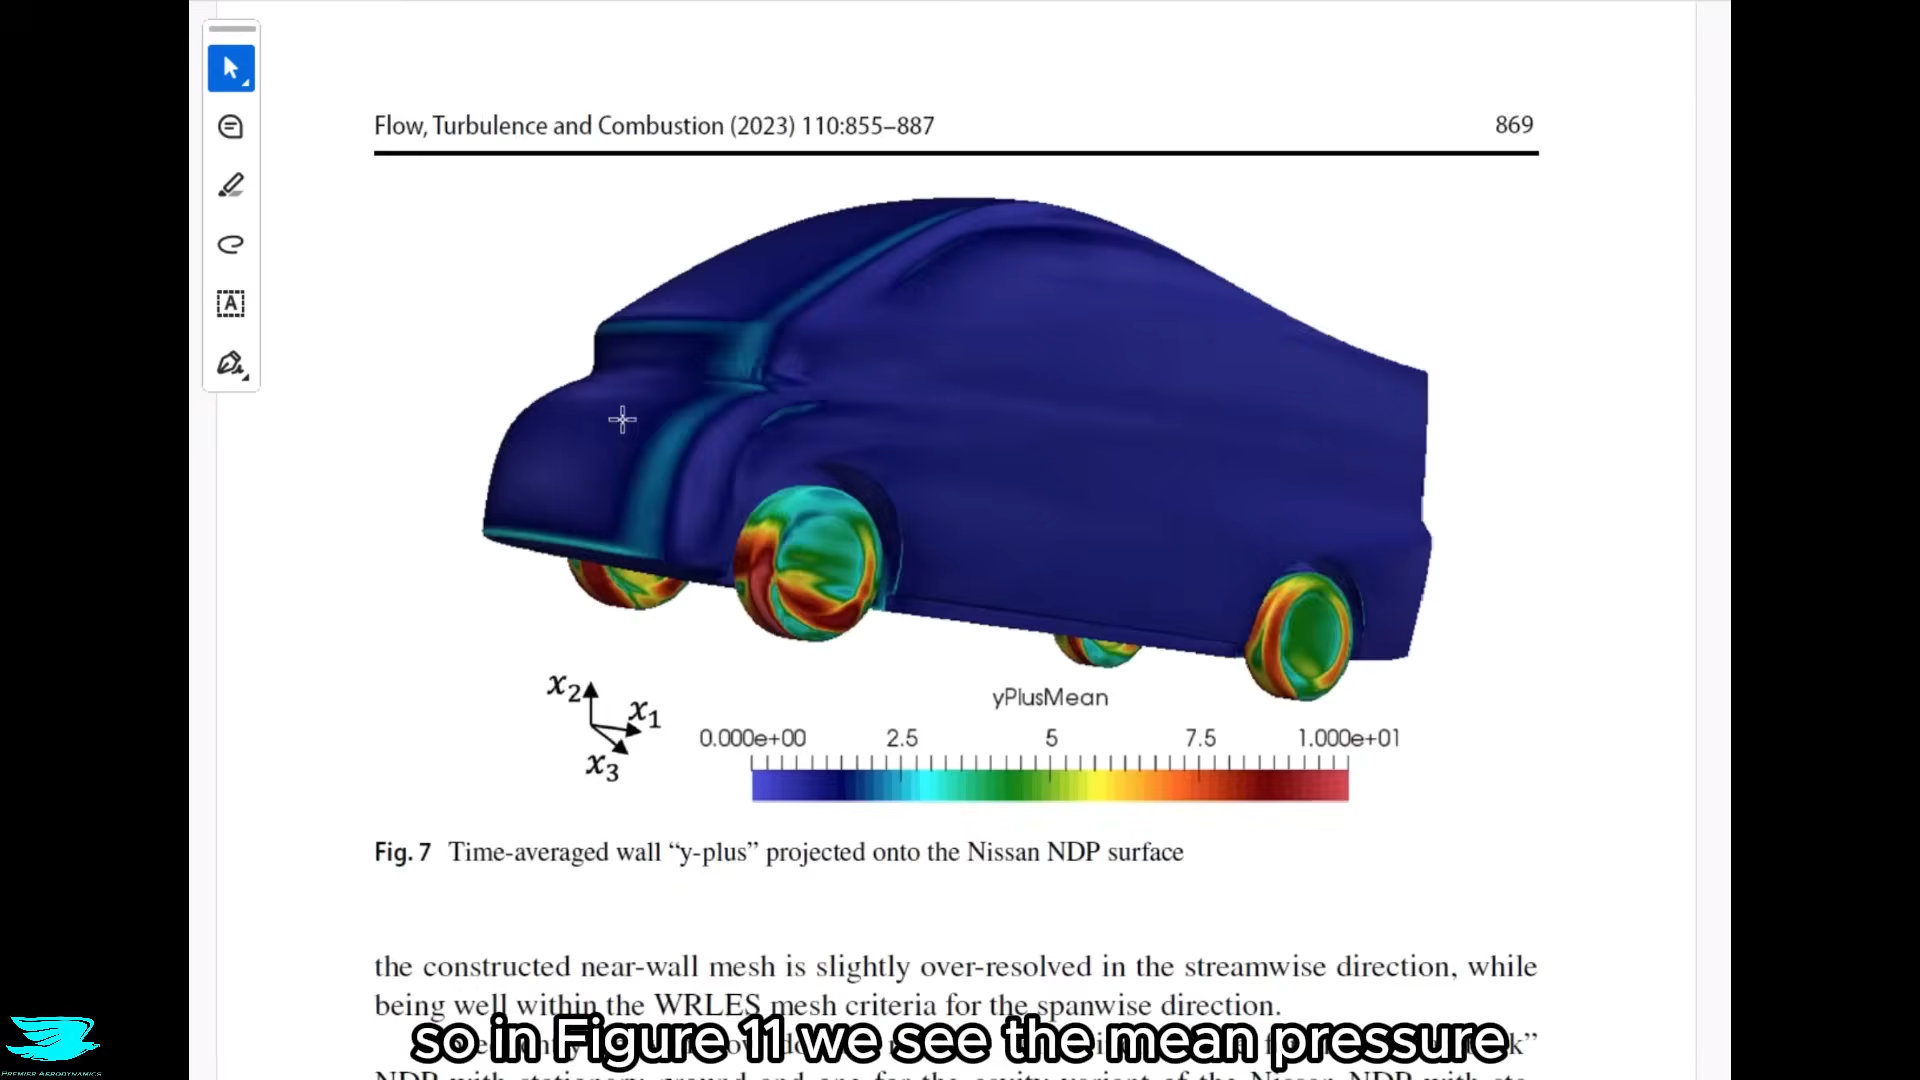 Flow, Turbulence and Combustion (2023) 110:855–887 869
x2
x1
x3
yPlusMean
0.000e+00 2.5 5 7.5 1.000e+01
Fig. 7 Time-averaged wall “y-plus” projected onto the Nissan NDP surface
the constructed near-wall mesh is slightly over-resolved in the streamwise direction, while
being well within the WRLES mesh criteria for the spanwise direction.
so in Figure 11 we see the mean pressure
PREMIER AERODYNAMICS